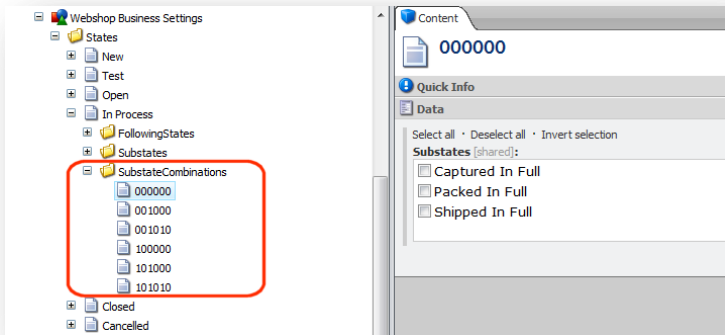 Webshop Business Settings
States
New
Test
Open
In Process
FollowingStates
Substates
SubstateCombinations
000000
001000
001010
100000
101000
101010
Closed
Cancelled
Content
000000
Quick Info
Data
Select all · Deselect all · Invert selection
Substates [shared]:
Captured In Full
Packed In Full
Shipped In Full